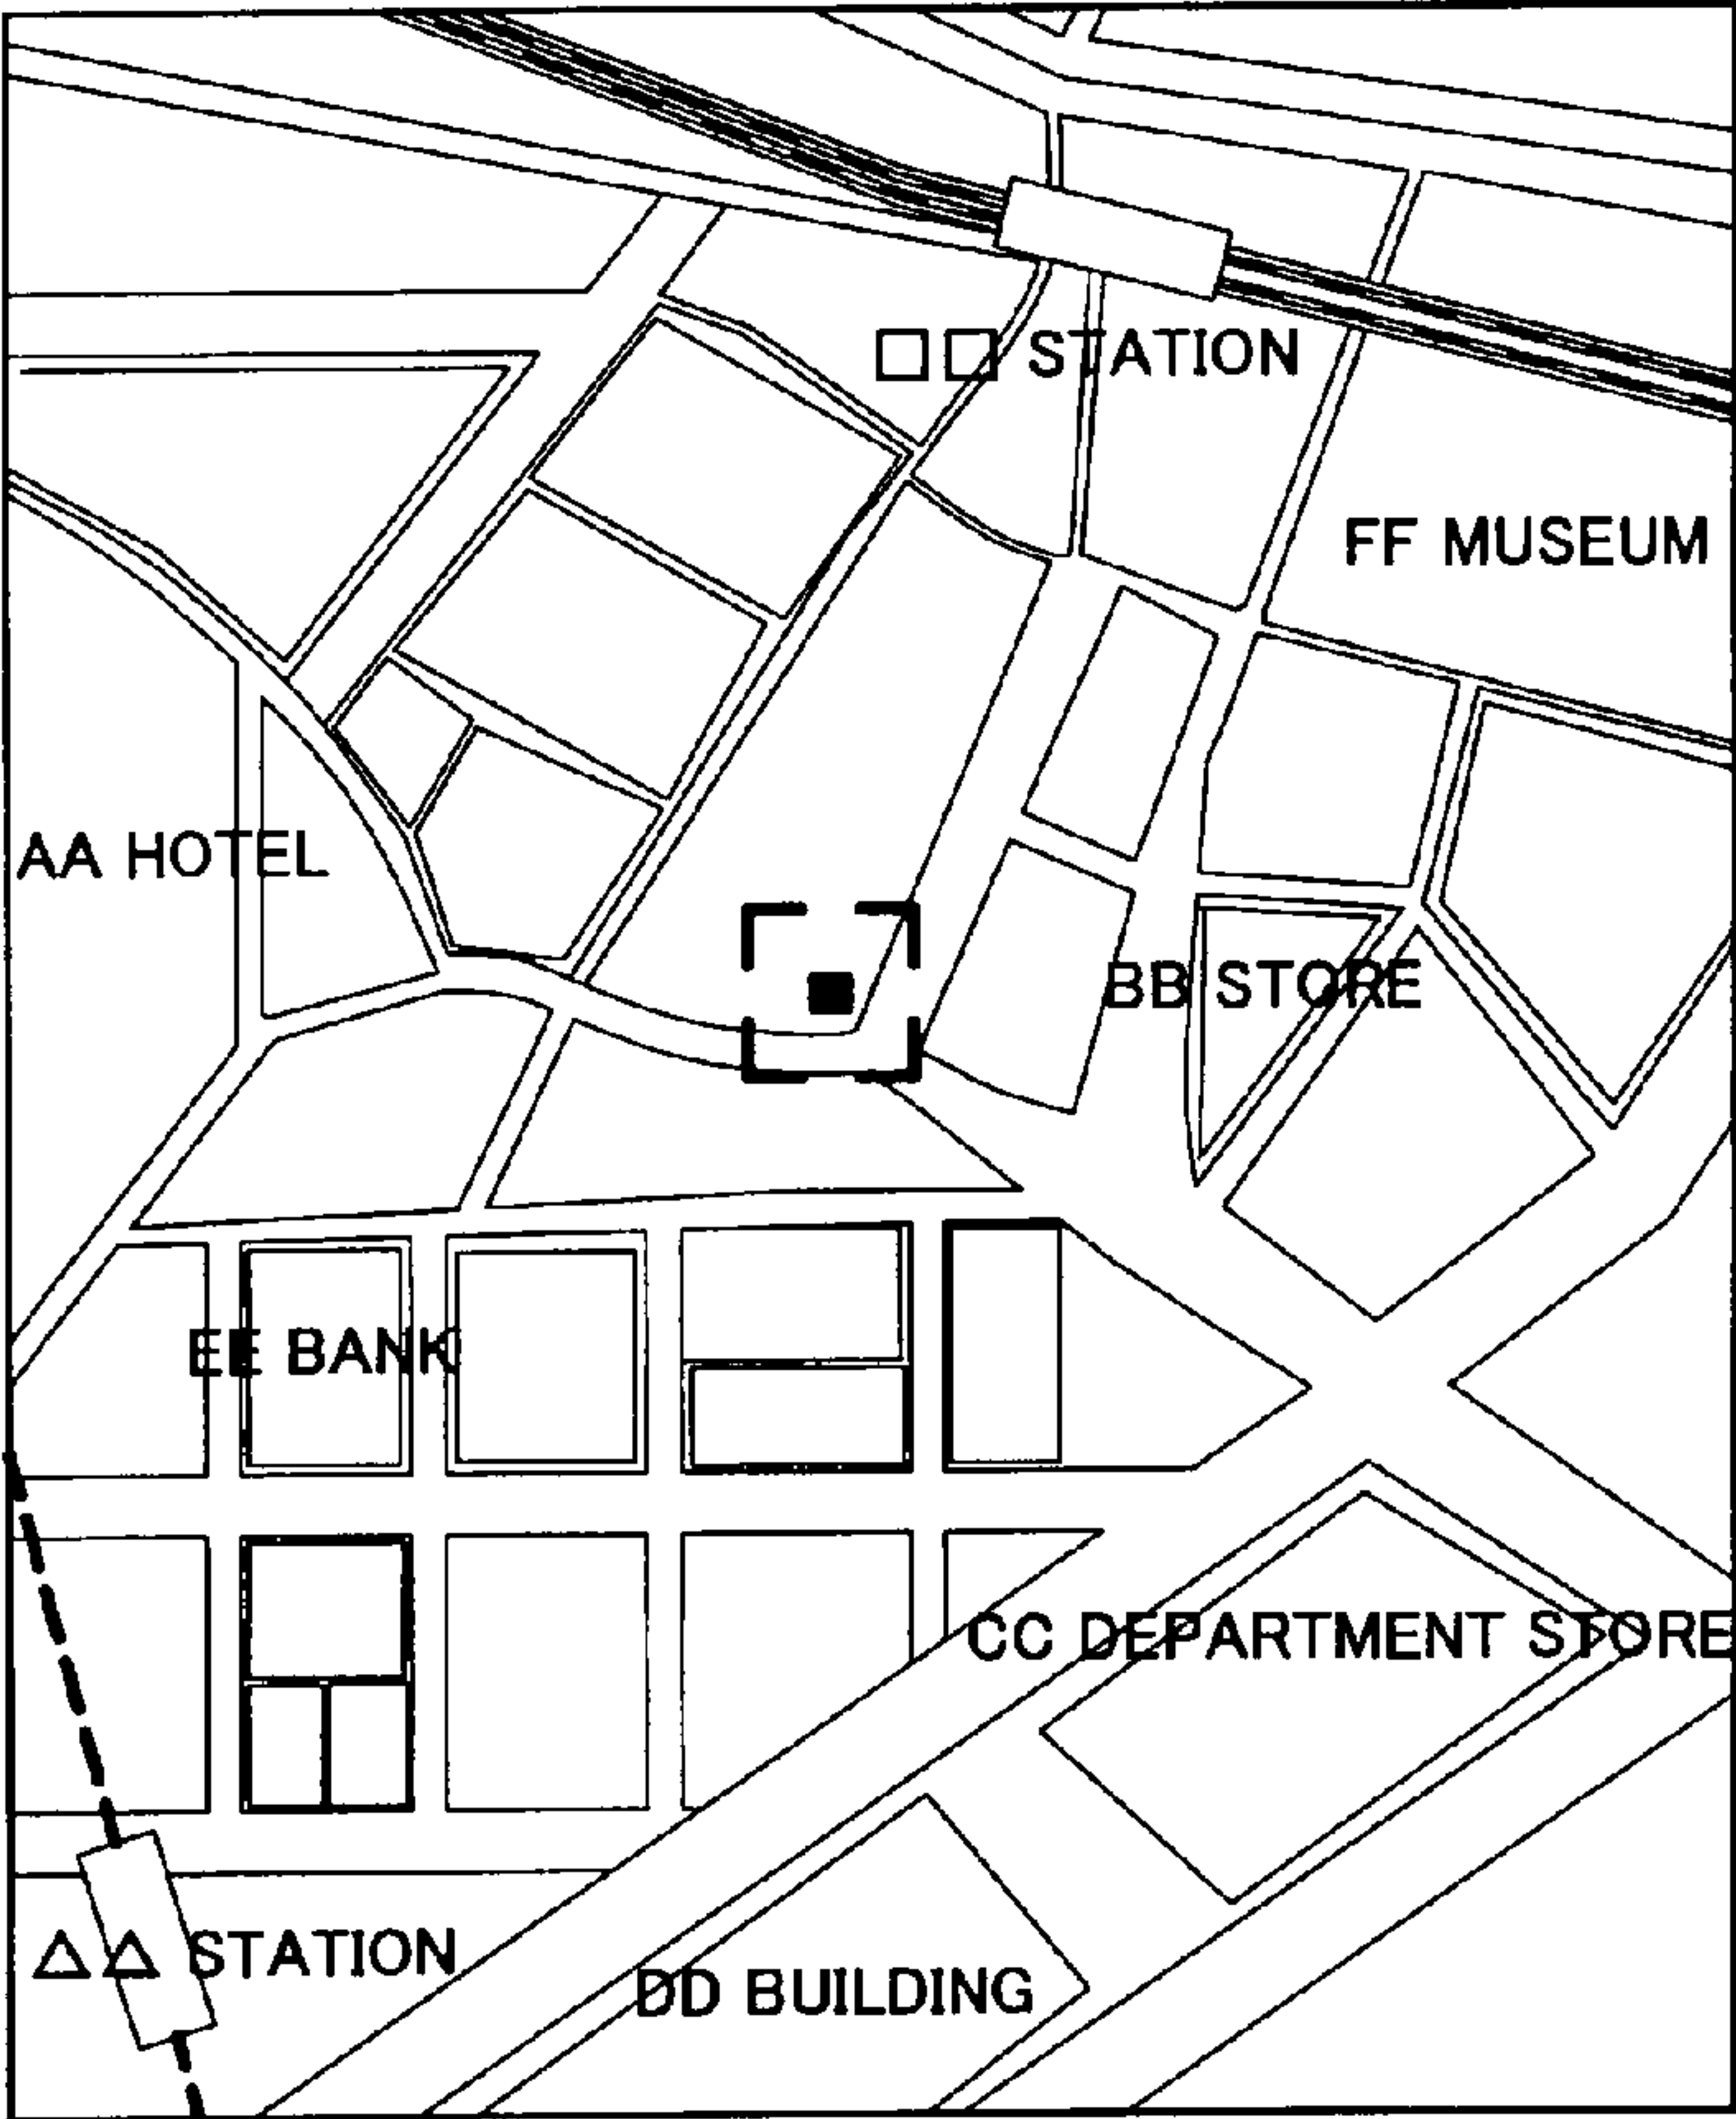 □□ STATION
FF MUSEUM
AA HOTEL
BB STORE
EE BANK
CC DEPARTMENT STORE
△△ STATION
DD BUILDING